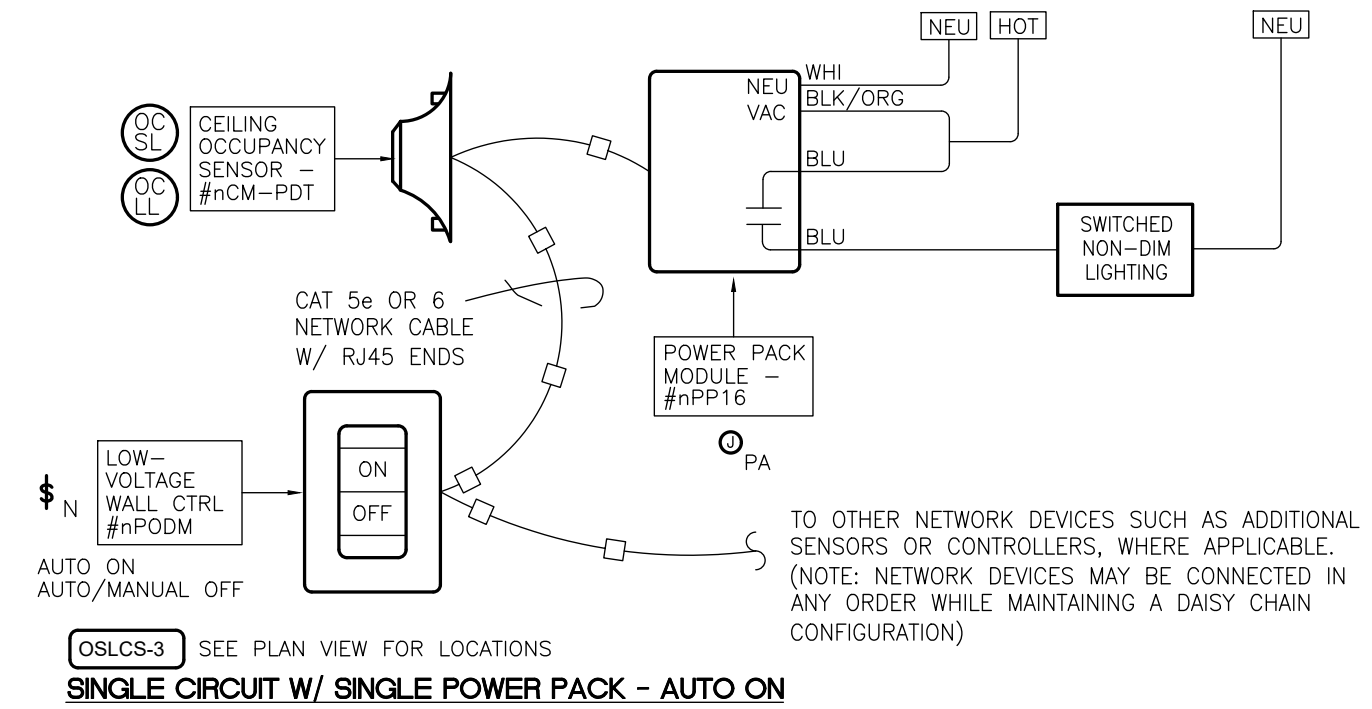 NEU
HOT
NEU
WHI
NEU
BLK/ORG
VAC
OC
SL
OC
LL
CEILING
OCCUPANCY
SENSOR –
#nCM–PDT
BLU
BLU
SWITCHED
NON–DIM
LIGHTING
CAT 5e OR 6
NETWORK CABLE
W/ RJ45 ENDS
POWER PACK
MODULE –
#nPP16
J
PA
$
N
LOW–
VOLTAGE
WALL CTRL
#nPODM
ON
OFF
AUTO ON
AUTO/MANUAL OFF
TO OTHER NETWORK DEVICES SUCH AS ADDITIONAL
SENSORS OR CONTROLLERS, WHERE APPLICABLE.
(NOTE: NETWORK DEVICES MAY BE CONNECTED IN
ANY ORDER WHILE MAINTAINING A DAISY CHAIN
CONFIGURATION)
OSLCS-3 SEE PLAN VIEW FOR LOCATIONS
SINGLE CIRCUIT W/ SINGLE POWER PACK - AUTO ON